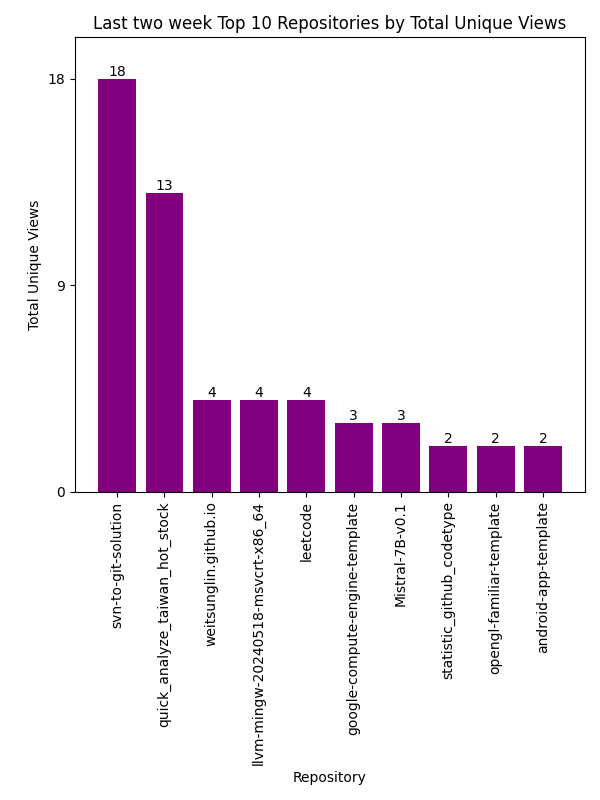 Last two week Top 10 Repositories by Total Unique Views
Total Unique Views
18
9
0
18
13
4
4
4
3
3
2
2
2
svn-to-git-solution
quick_analyze_taiwan_hot_stock
weitsunglin.github.io
llvm-mingw-20240518-msvcrt-x86_64
leetcode
google-compute-engine-template
Mistral-7B-v0.1
statistic_github_codetype
opengl-familiar-template
android-app-template
Repository